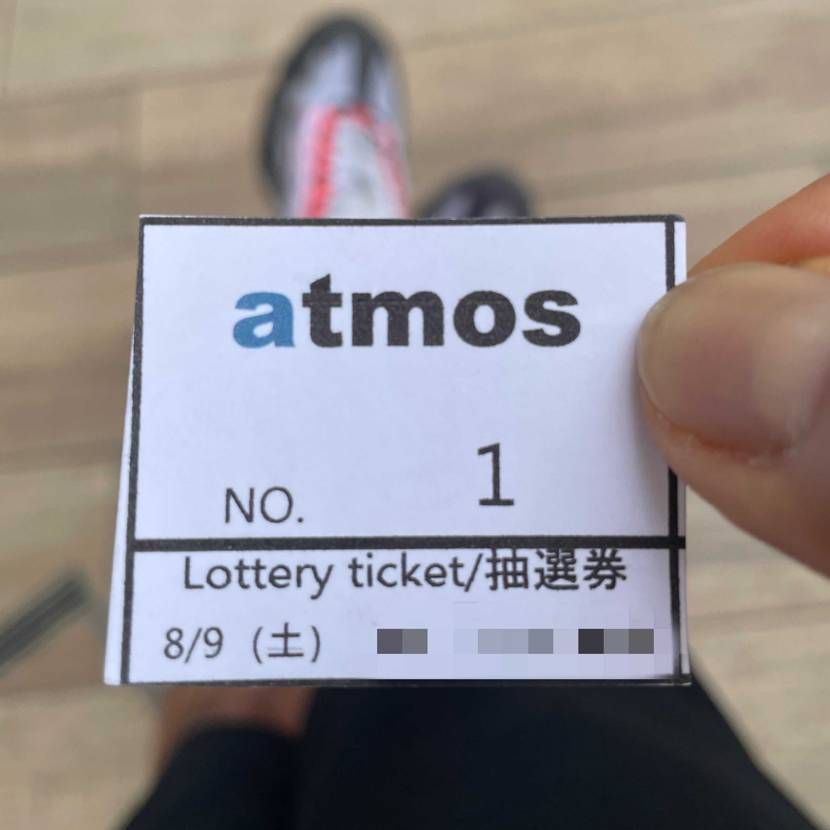 atmos
NO. 1
Lottery ticket/抽選券
8/9 (土)